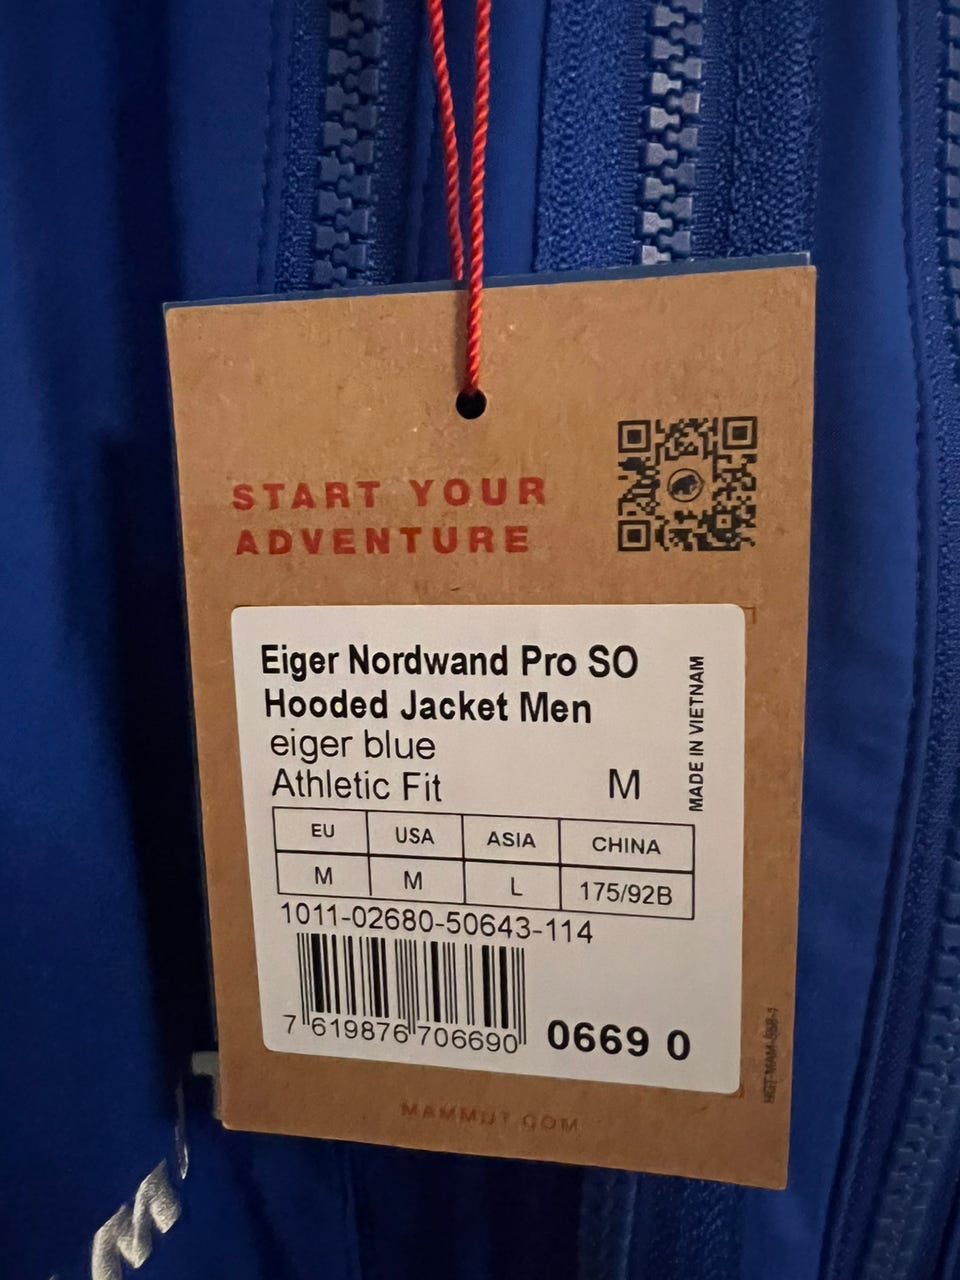 START YOUR
ADVENTURE
Eiger Nordwand Pro SO
Hooded Jacket Men
eiger blue
Athletic Fit M
MADE IN VIETNAM
EU USA ASIA CHINA
M M L 175/92B
1011-02680-50643-114
7 619876 706690
0669 0
MAMMUT.COM